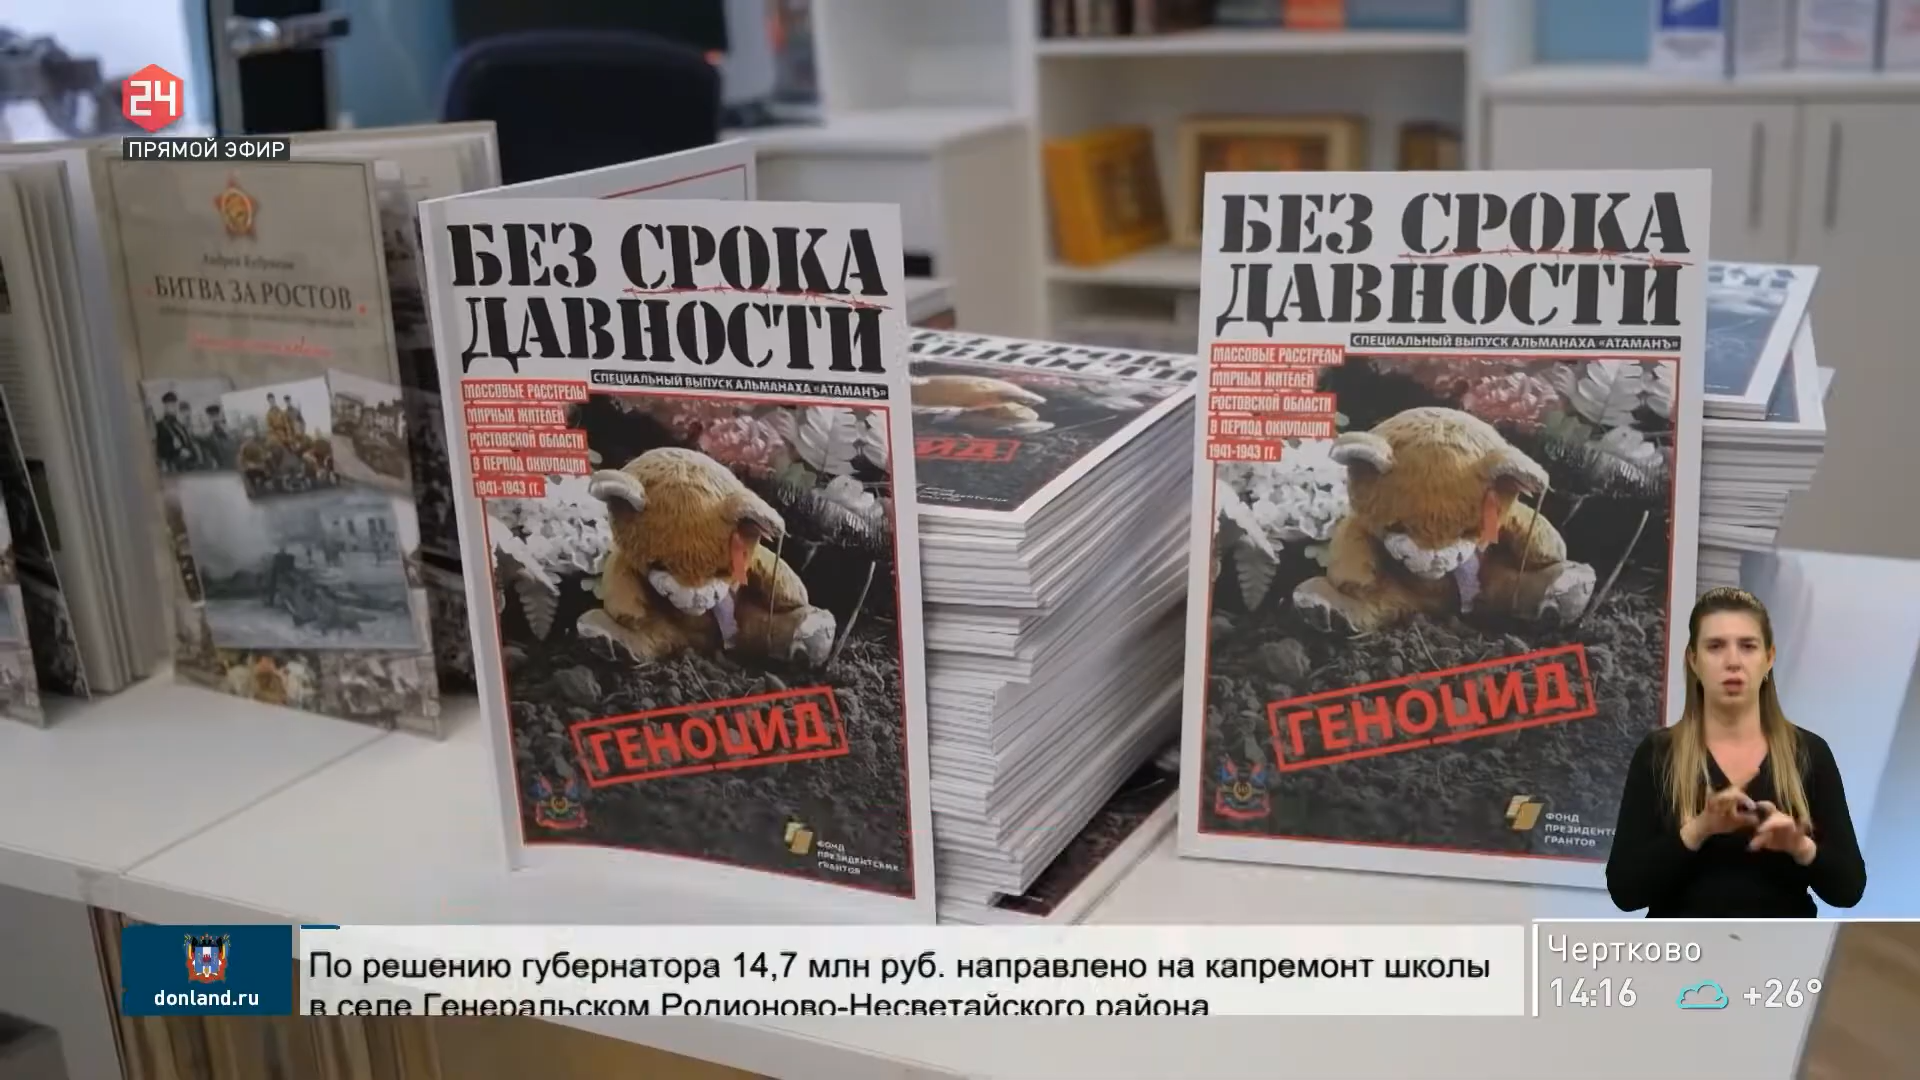 24
ПРЯМОЙ ЭФИР
БИТВА ЗА РОСТОВ
БЕЗ СРОКА
ДАВНОСТИ
СПЕЦИАЛЬНЫЙ ВЫПУСК АЛЬМАНАХА «АТАМАНЪ»
МАССОВЫЕ РАССТРЕЛЫ
МИРНЫХ ЖИТЕЛЕЙ
РОСТОВСКОЙ ОБЛАСТИ
В ПЕРИОД ОККУПАЦИИ
1941-1943 ГГ.
ГЕНОЦИД
ФОНД
ПРЕЗИДЕНТСКИХ
ГРАНТОВ
БЕЗ СРОКА
ДАВНОСТИ
СПЕЦИАЛЬНЫЙ ВЫПУСК АЛЬМАНАХА «АТАМАНЪ»
МАССОВЫЕ РАССТРЕЛЫ
МИРНЫХ ЖИТЕЛЕЙ
РОСТОВСКОЙ ОБЛАСТИ
В ПЕРИОД ОККУПАЦИИ
1941-1943 ГГ.
ГЕНОЦИД
ФОНД
ПРЕЗИДЕНТС
ГРАНТОВ
donland.ru
По решению губернатора 14,7 млн руб. направлено на капремонт школы
в селе Генеральском Родионово-Несветайского района
Чертково
14:16 +26°